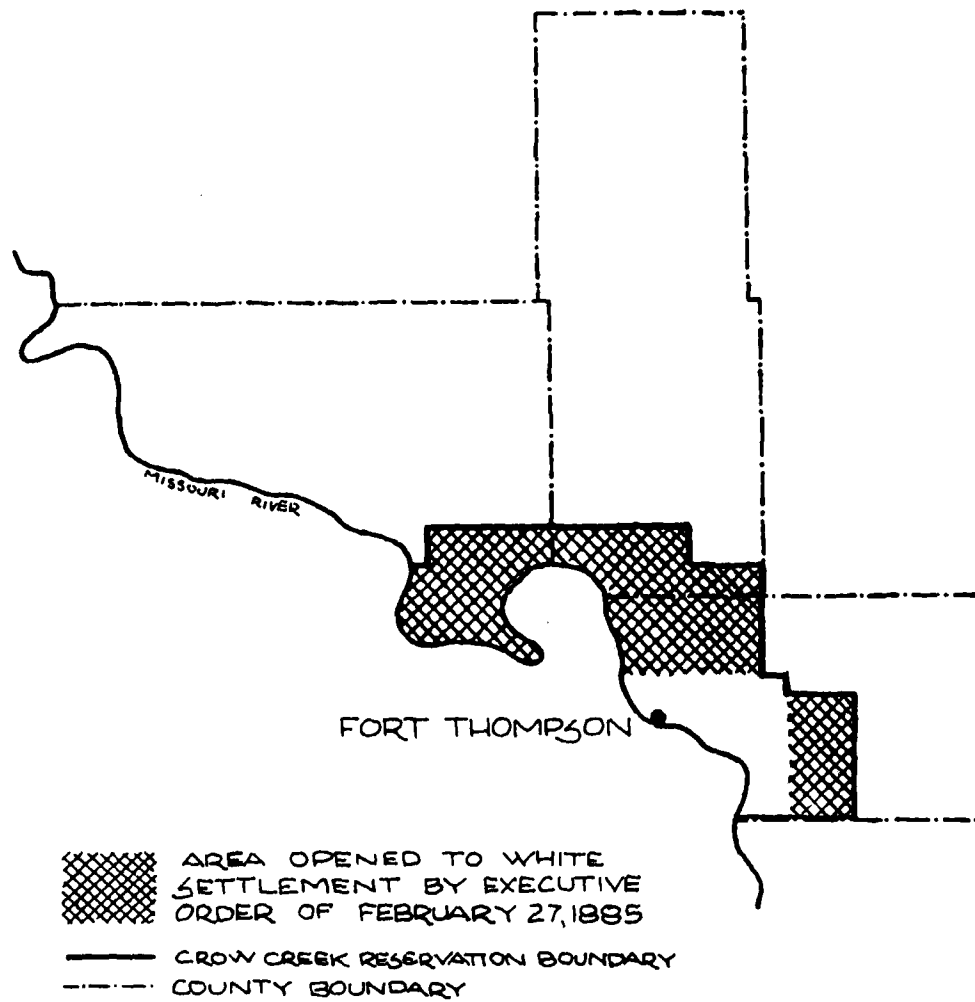 MISSOURI RIVER
FORT THOMPSON
AREA OPENED TO WHITE
SETTLEMENT BY EXECUTIVE
ORDER OF FEBRUARY 27, 1885
CROW CREEK RESERVATION BOUNDARY
COUNTY BOUNDARY